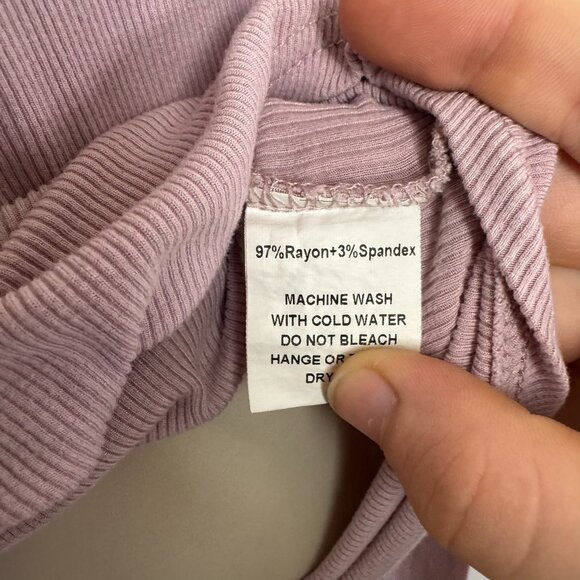 97%Rayon+3%Spandex
MACHINE WASH
WITH COLD WATER
DO NOT BLEACH
HANGE OR
DRY